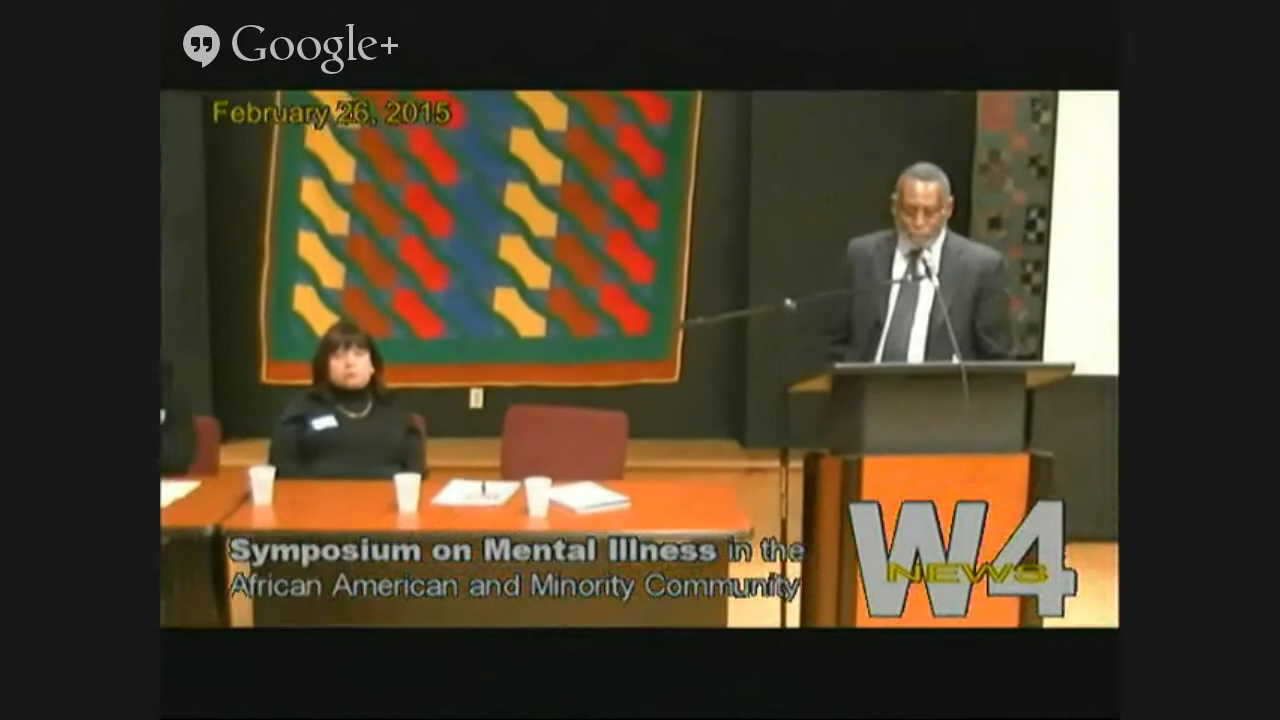 Google+
February 26, 2015
Symposium on Mental Illness in the
African American and Minority Community
W4
NEWS